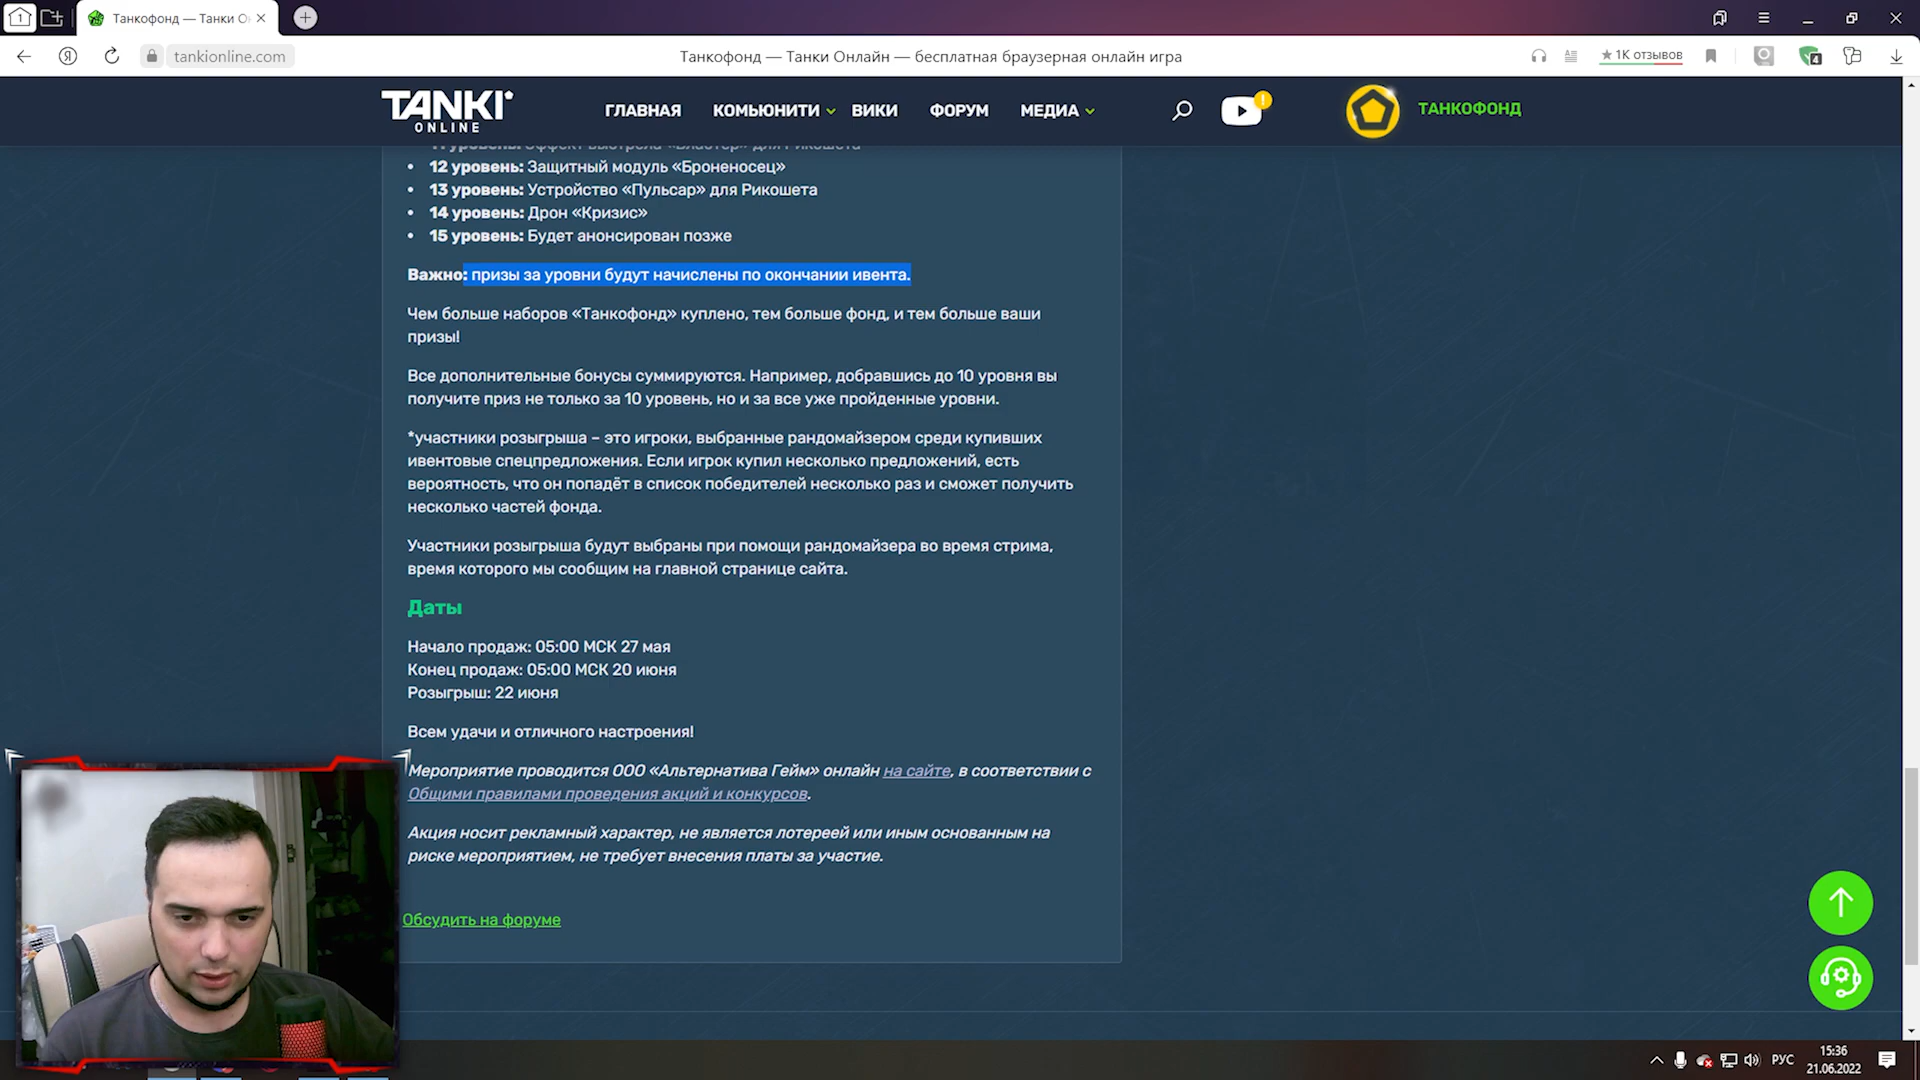 1
Танкофонд — Танки О
tankionline.com
Танкофонд — Танки Онлайн — бесплатная браузерная онлайн игра
★ 1К отзывов
4
TANKI
ONLINE
ГЛАВНАЯ
КОМЬЮНИТИ
ВИКИ
ФОРУМ
МЕДИА
!
ТАНКОФОНД
11 уровень: Эффект выстрела «Бластер» для Рикошета
• 12 уровень: Защитный модуль «Броненосец»
• 13 уровень: Устройство «Пульсар» для Рикошета
• 14 уровень: Дрон «Кризис»
• 15 уровень: Будет анонсирован позже
Важно: призы за уровни будут начислены по окончании ивента.
Чем больше наборов «Танкофонд» куплено, тем больше фонд, и тем больше ваши
призы!
Все дополнительные бонусы суммируются. Например, добравшись до 10 уровня вы
получите приз не только за 10 уровень, но и за все уже пройденные уровни.
*участники розыгрыша – это игроки, выбранные рандомайзером среди купивших
ивентовые спецпредложения. Если игрок купил несколько предложений, есть
вероятность, что он попадёт в список победителей несколько раз и сможет получить
несколько частей фонда.
Участники розыгрыша будут выбраны при помощи рандомайзера во время стрима,
время которого мы сообщим на главной странице сайта.
Даты
Начало продаж: 05:00 МСК 27 мая
Конец продаж: 05:00 МСК 20 июня
Розыгрыш: 22 июня
Всем удачи и отличного настроения!
Мероприятие проводится ООО «Альтернатива Гейм» онлайн на сайте, в соответствии с
Общими правилами проведения акций и конкурсов.
Акция носит рекламный характер, не является лотереей или иным основанным на
риске мероприятием, не требует внесения платы за участие.
Обсудить на форуме
РУС
15:36
21.06.2022